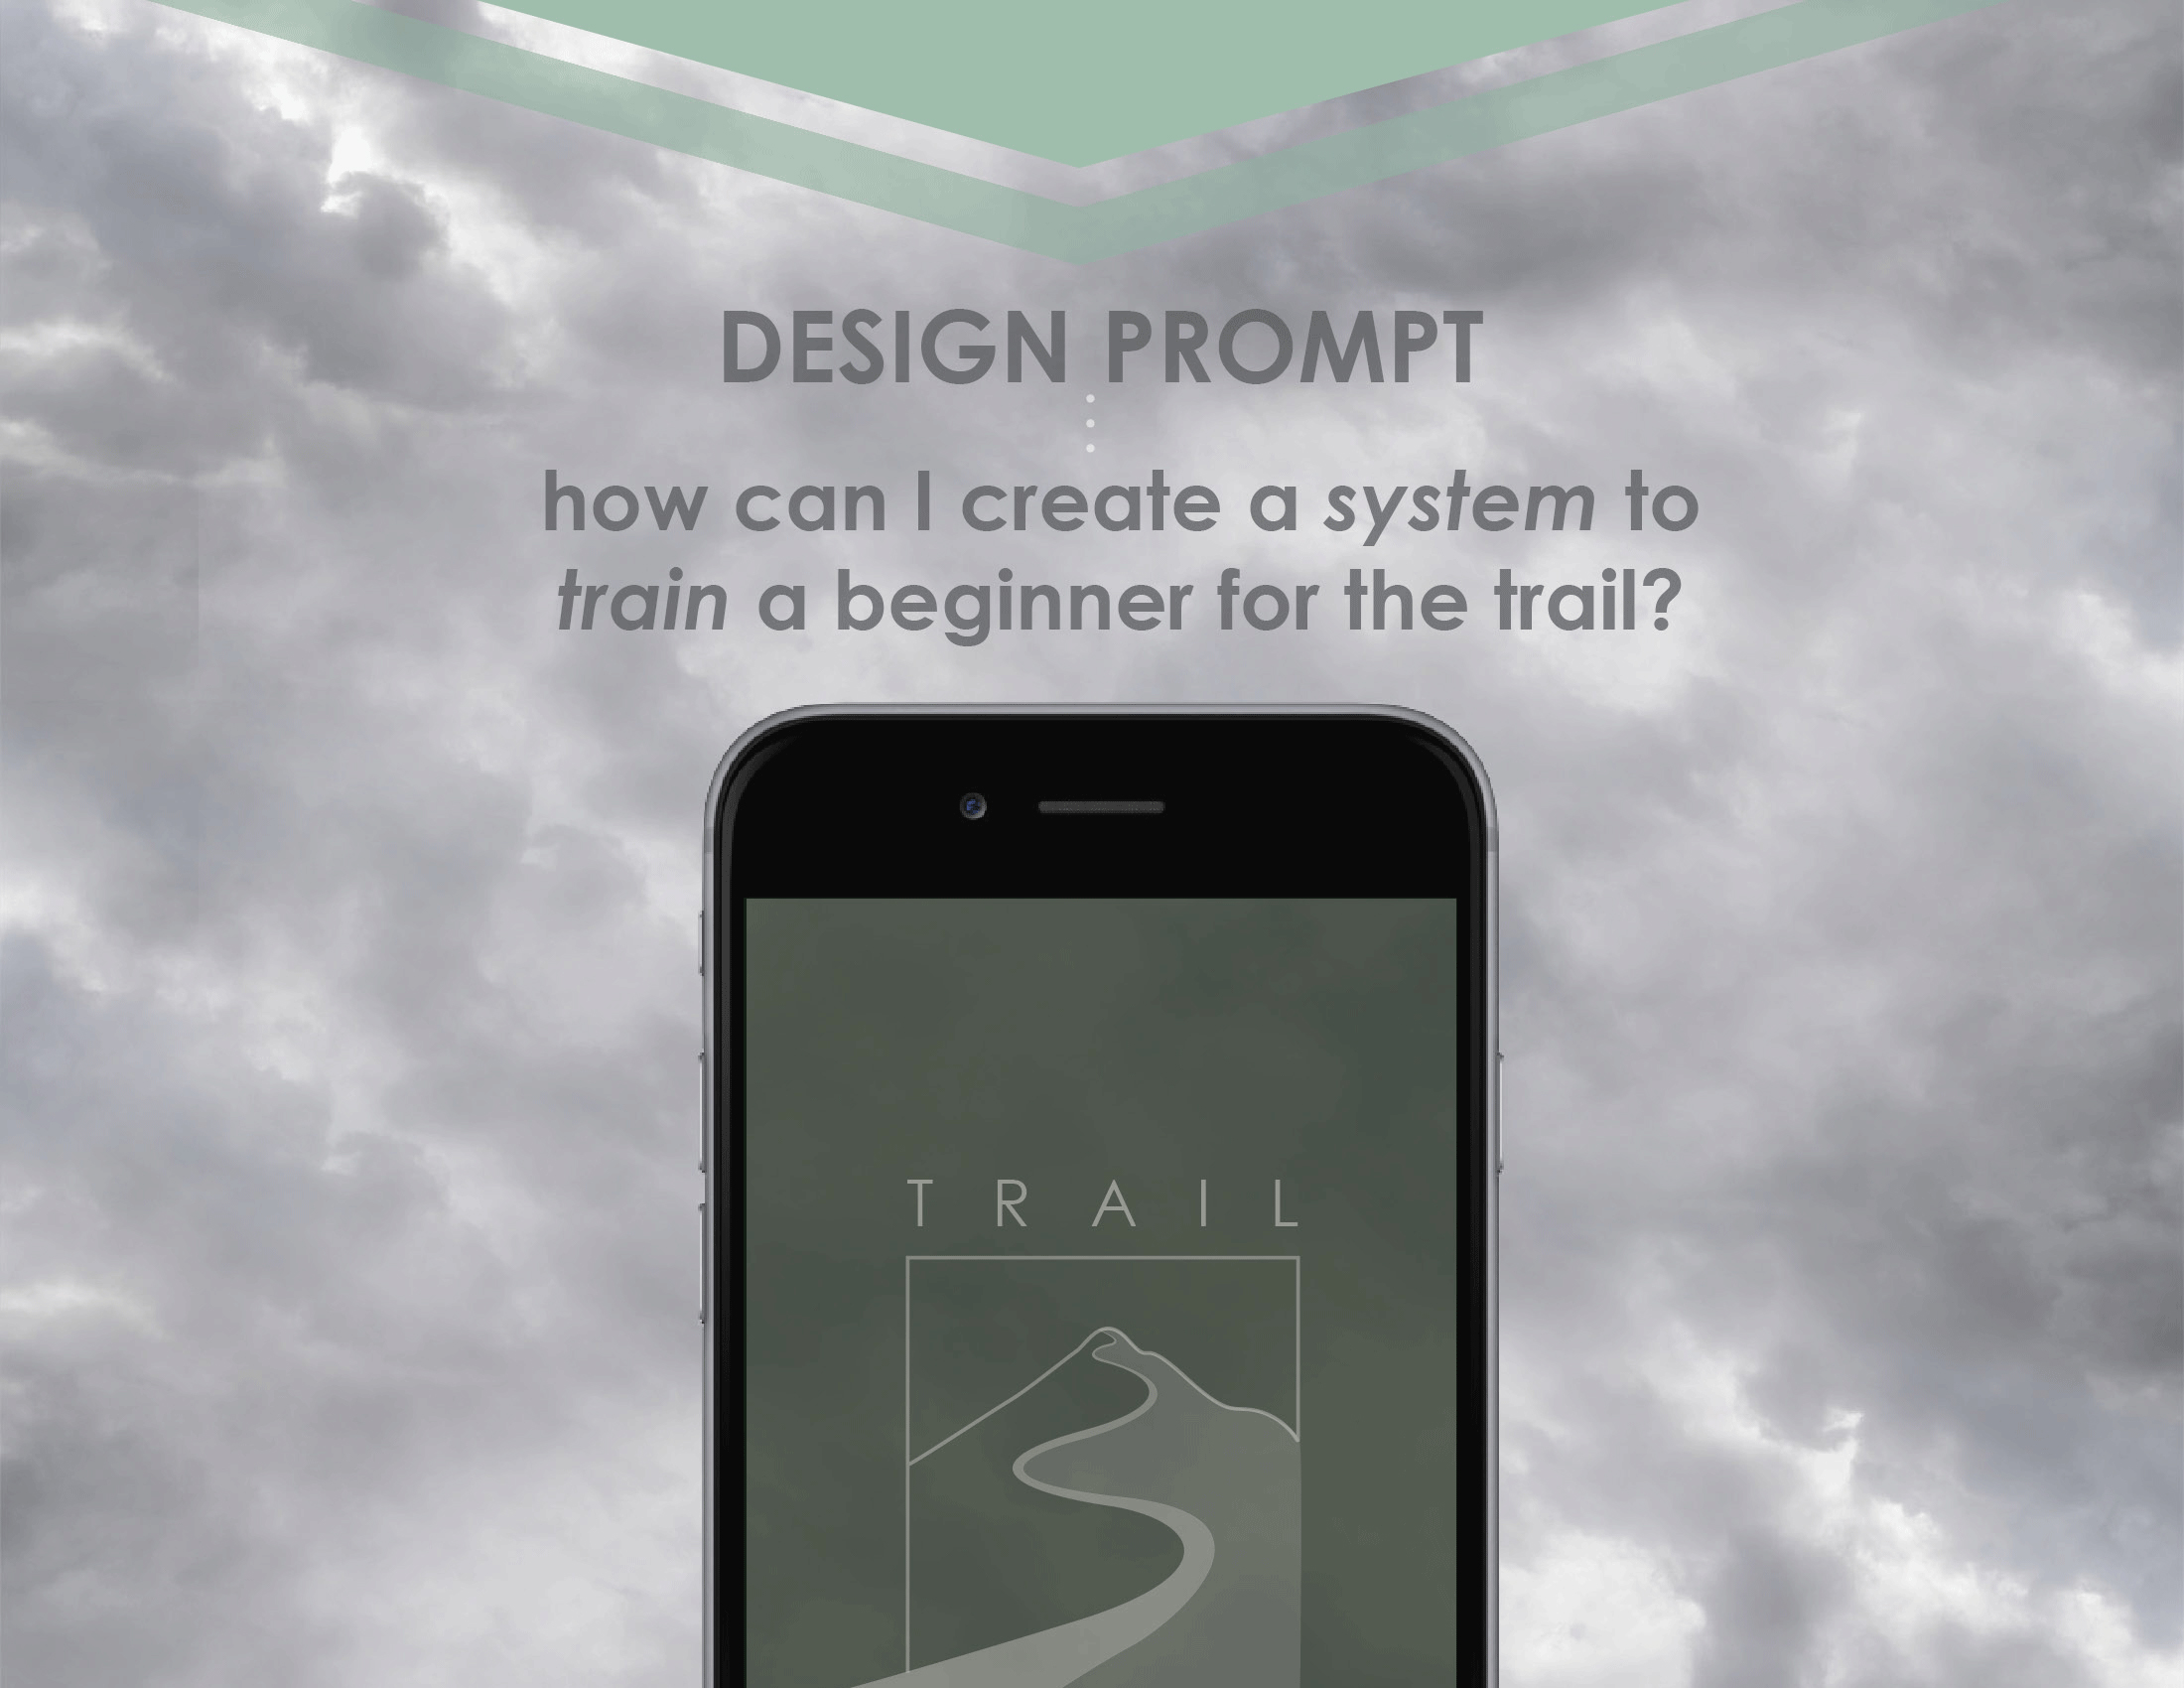 DESIGN PROMPT
how can I create a system to
train a beginner for the trail?
TRAIL